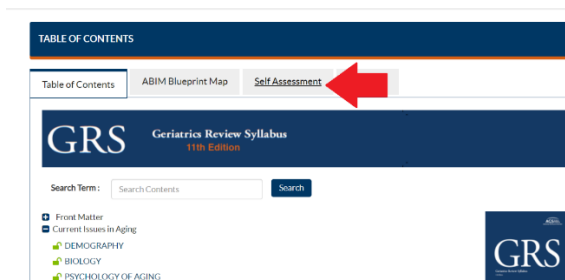 TABLE OF CONTENTS
Table of Contents ABIM Blueprint Map Self Assessment
GRS Geriatrics Review Syllabus
11th Edition
Search Term : Search Contents Search
Front Matter
Current Issues in Aging
DEMOGRAPHY
BIOLOGY
PSYCHOLOGY OF AGING
GRS